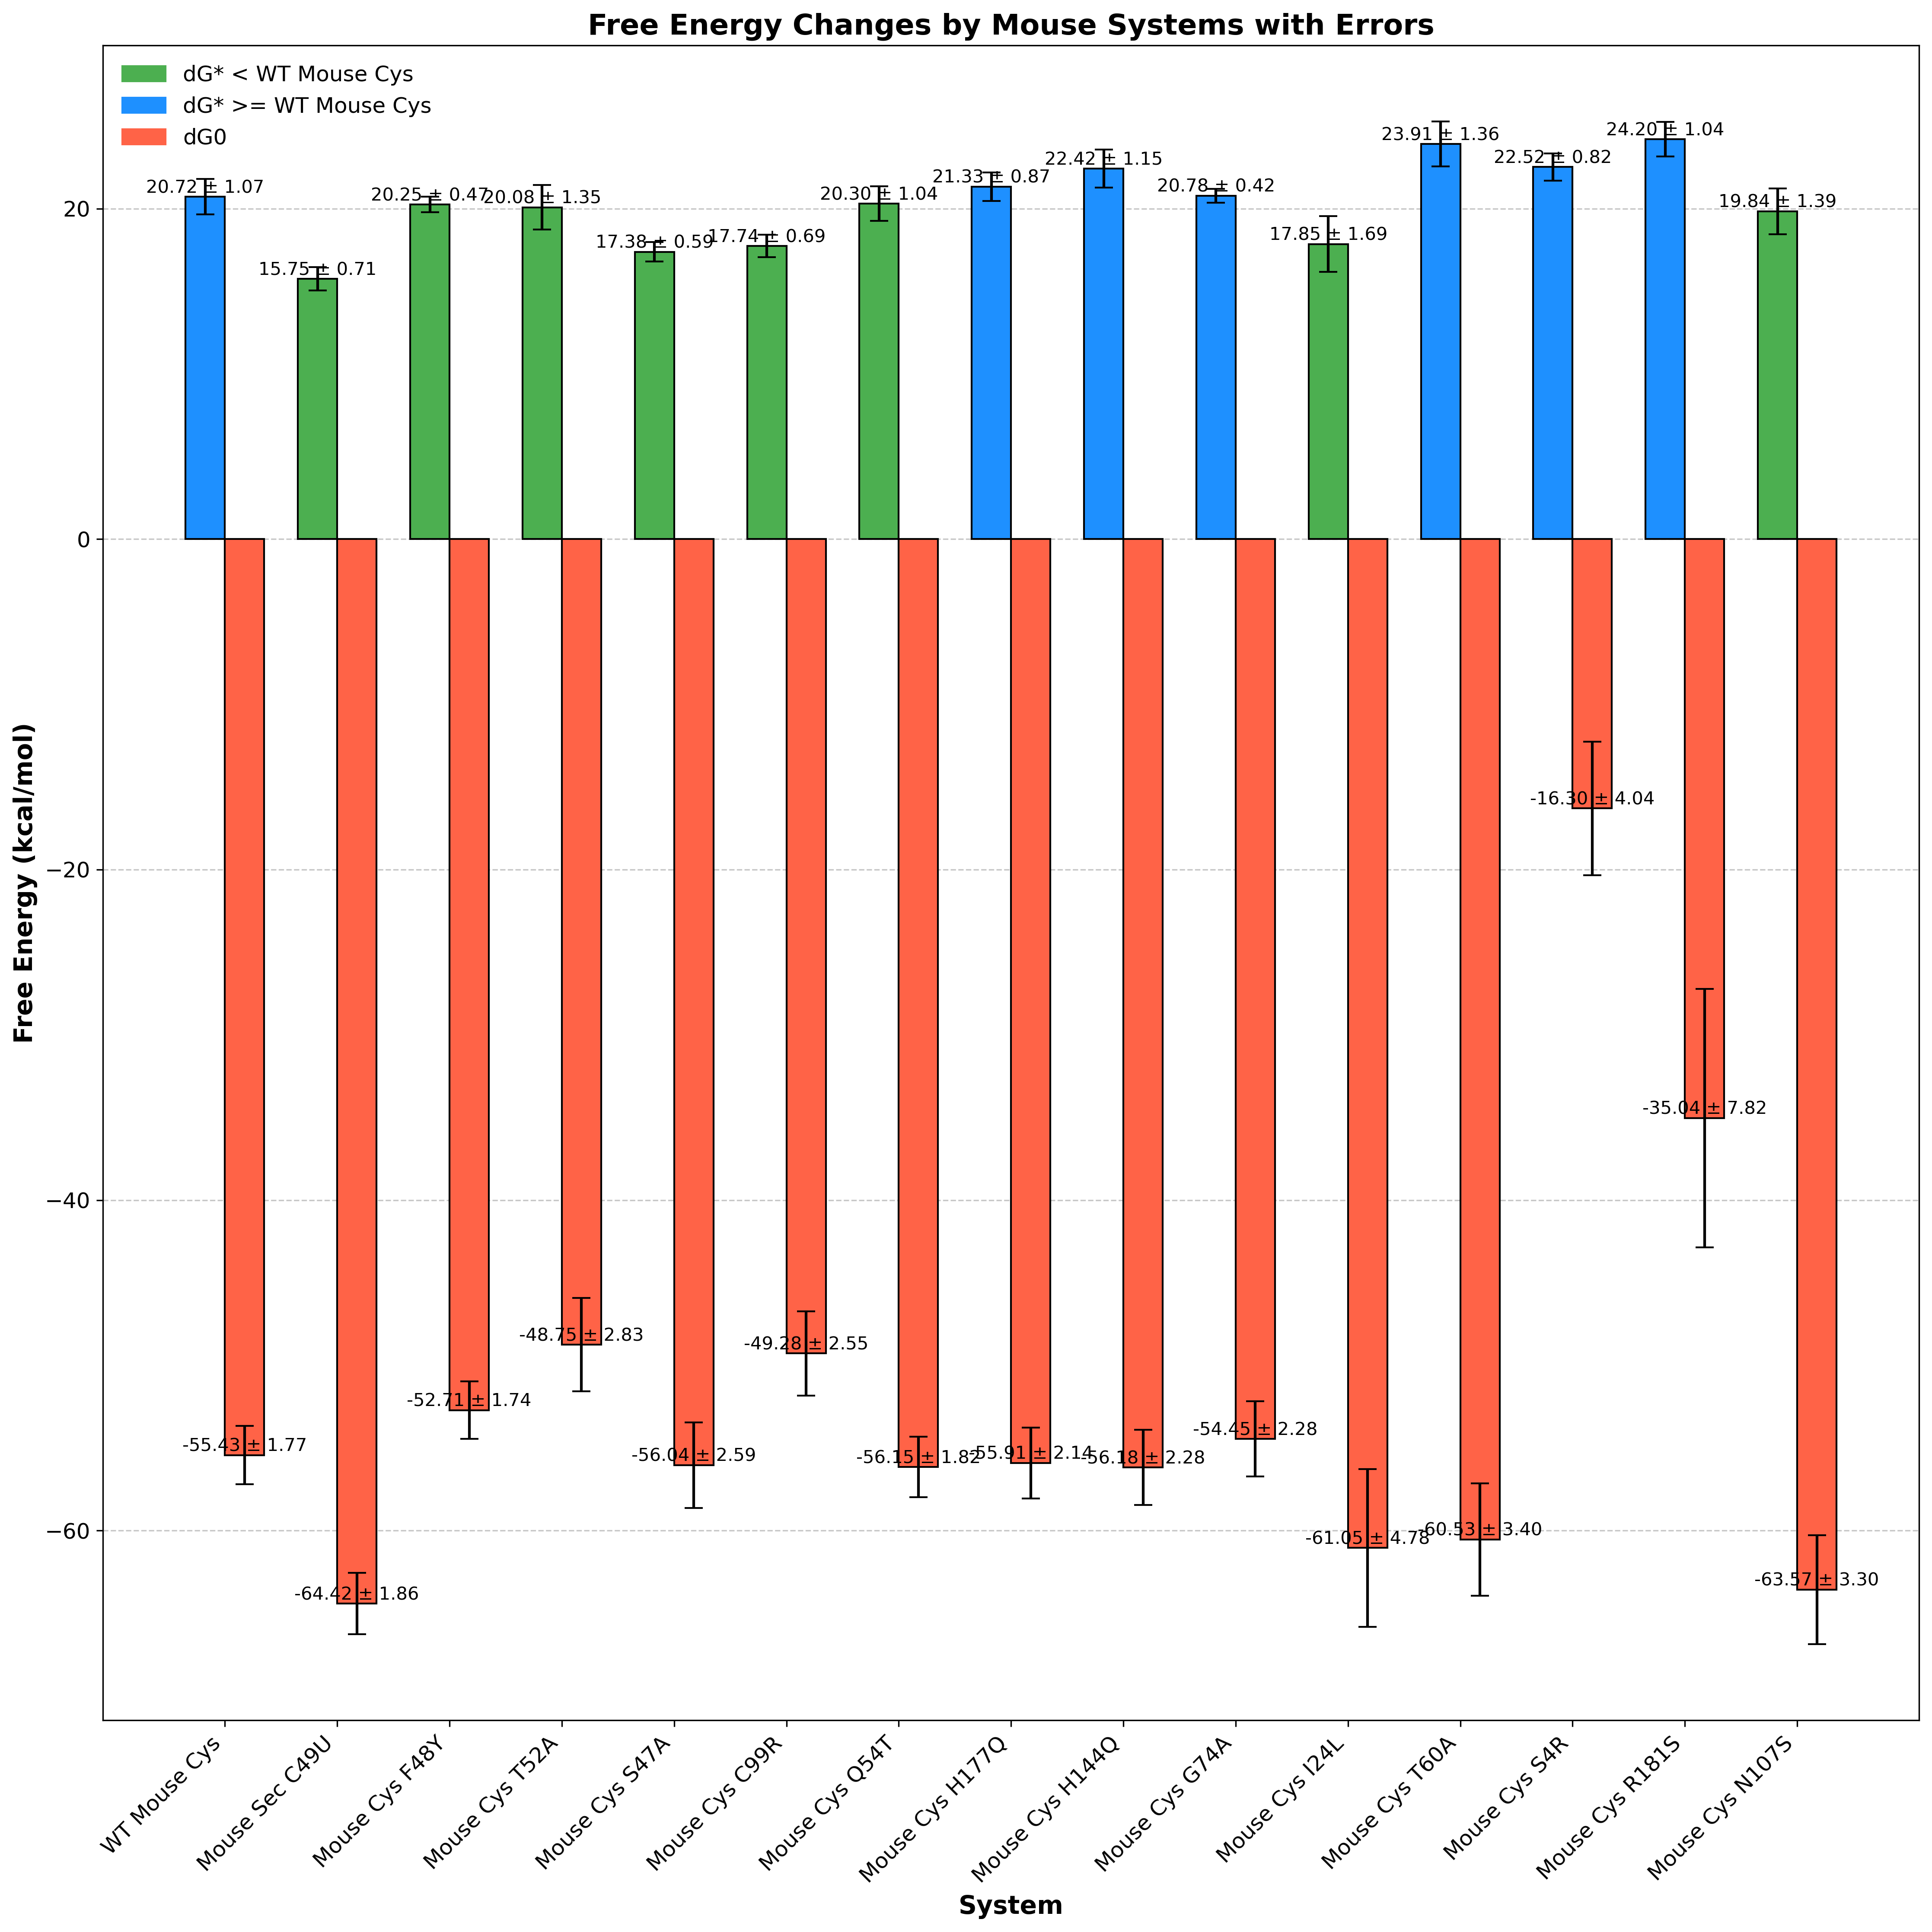 Free Energy Changes by Mouse Systems with Errors
dG* < WT Mouse Cys
dG* >= WT Mouse Cys
dG0
20.72 ± 1.07
15.75 ± 0.71
20.25 ± 0.47
20.08 ± 1.35
17.38 ± 0.59
17.74 ± 0.69
20.30 ± 1.04
21.33 ± 0.87
22.42 ± 1.15
20.78 ± 0.42
17.85 ± 1.69
23.91 ± 1.36
22.52 ± 0.82
24.20 ± 1.04
19.84 ± 1.39
-55.43 ± 1.77
-64.42 ± 1.86
-52.71 ± 1.74
-48.75 ± 2.83
-56.04 ± 2.59
-49.28 ± 2.55
-56.15 ± 1.82
-55.91 ± 2.14
-56.18 ± 2.28
-54.45 ± 2.28
-61.05 ± 4.78
-60.53 ± 3.40
-16.30 ± 4.04
-35.04 ± 7.82
-63.57 ± 3.30
20
0
−20
−40
−60
Free Energy (kcal/mol)
WT Mouse Cys
Mouse Sec C49U
Mouse Cys F48Y
Mouse Cys T52A
Mouse Cys S47A
Mouse Cys C99R
Mouse Cys Q54T
Mouse Cys H177Q
Mouse Cys H144Q
Mouse Cys G74A
Mouse Cys I24L
Mouse Cys T60A
Mouse Cys S4R
Mouse Cys R181S
Mouse Cys N107S
System